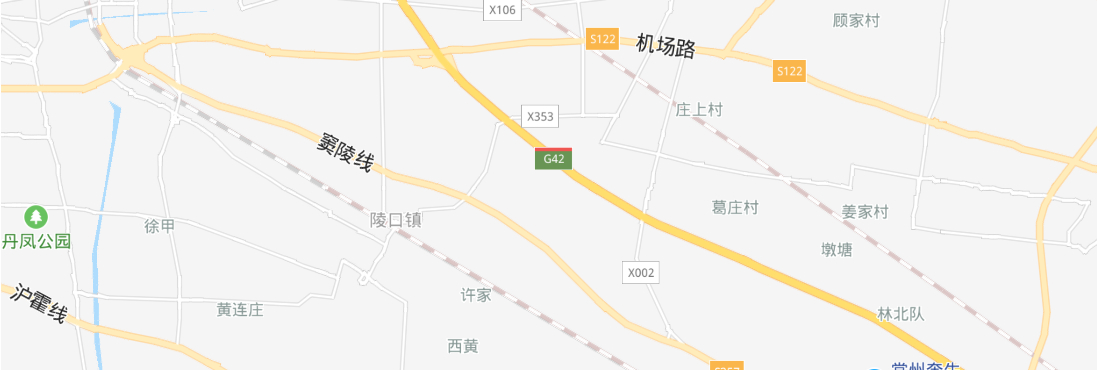 X106
顾家村
S122
机场路
S122
庄上村
X353
窦陵线
G42
葛庄村
姜家村
陵口镇
徐甲
丹凤公园
墩塘
X002
许家
沪霍线
黄连庄
林北队
西黄